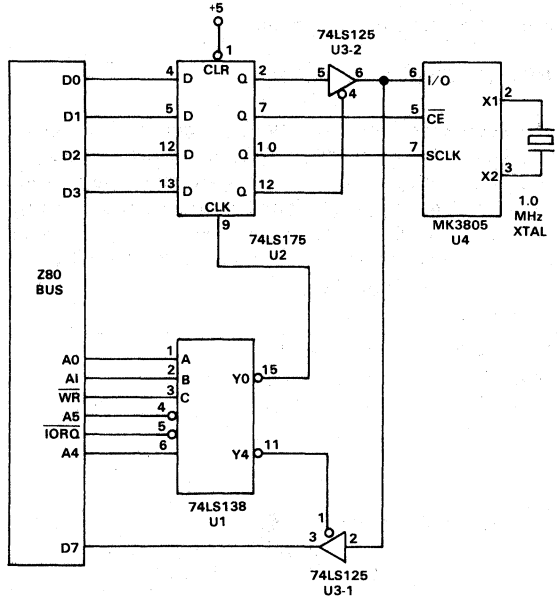 +5
74LS125
U3-2
1
CLR
D0 4 D Q 2 5 6 6 I/O
4
X1 2
D1 5 D Q 7 5 CE
D2 12 D Q 10 7 SCLK
D3 13 D Q 12
X2 3
CLK
9
74LS175
U2
MK3805
U4
1.0
MHz
XTAL
Z80
BUS
A0 1 A
Y0 15
A1 2 B
WR 3 C
A5 4
IORQ 5
A4 6
Y4 11
74LS138
U1
1
D7 3 2
74LS125
U3-1